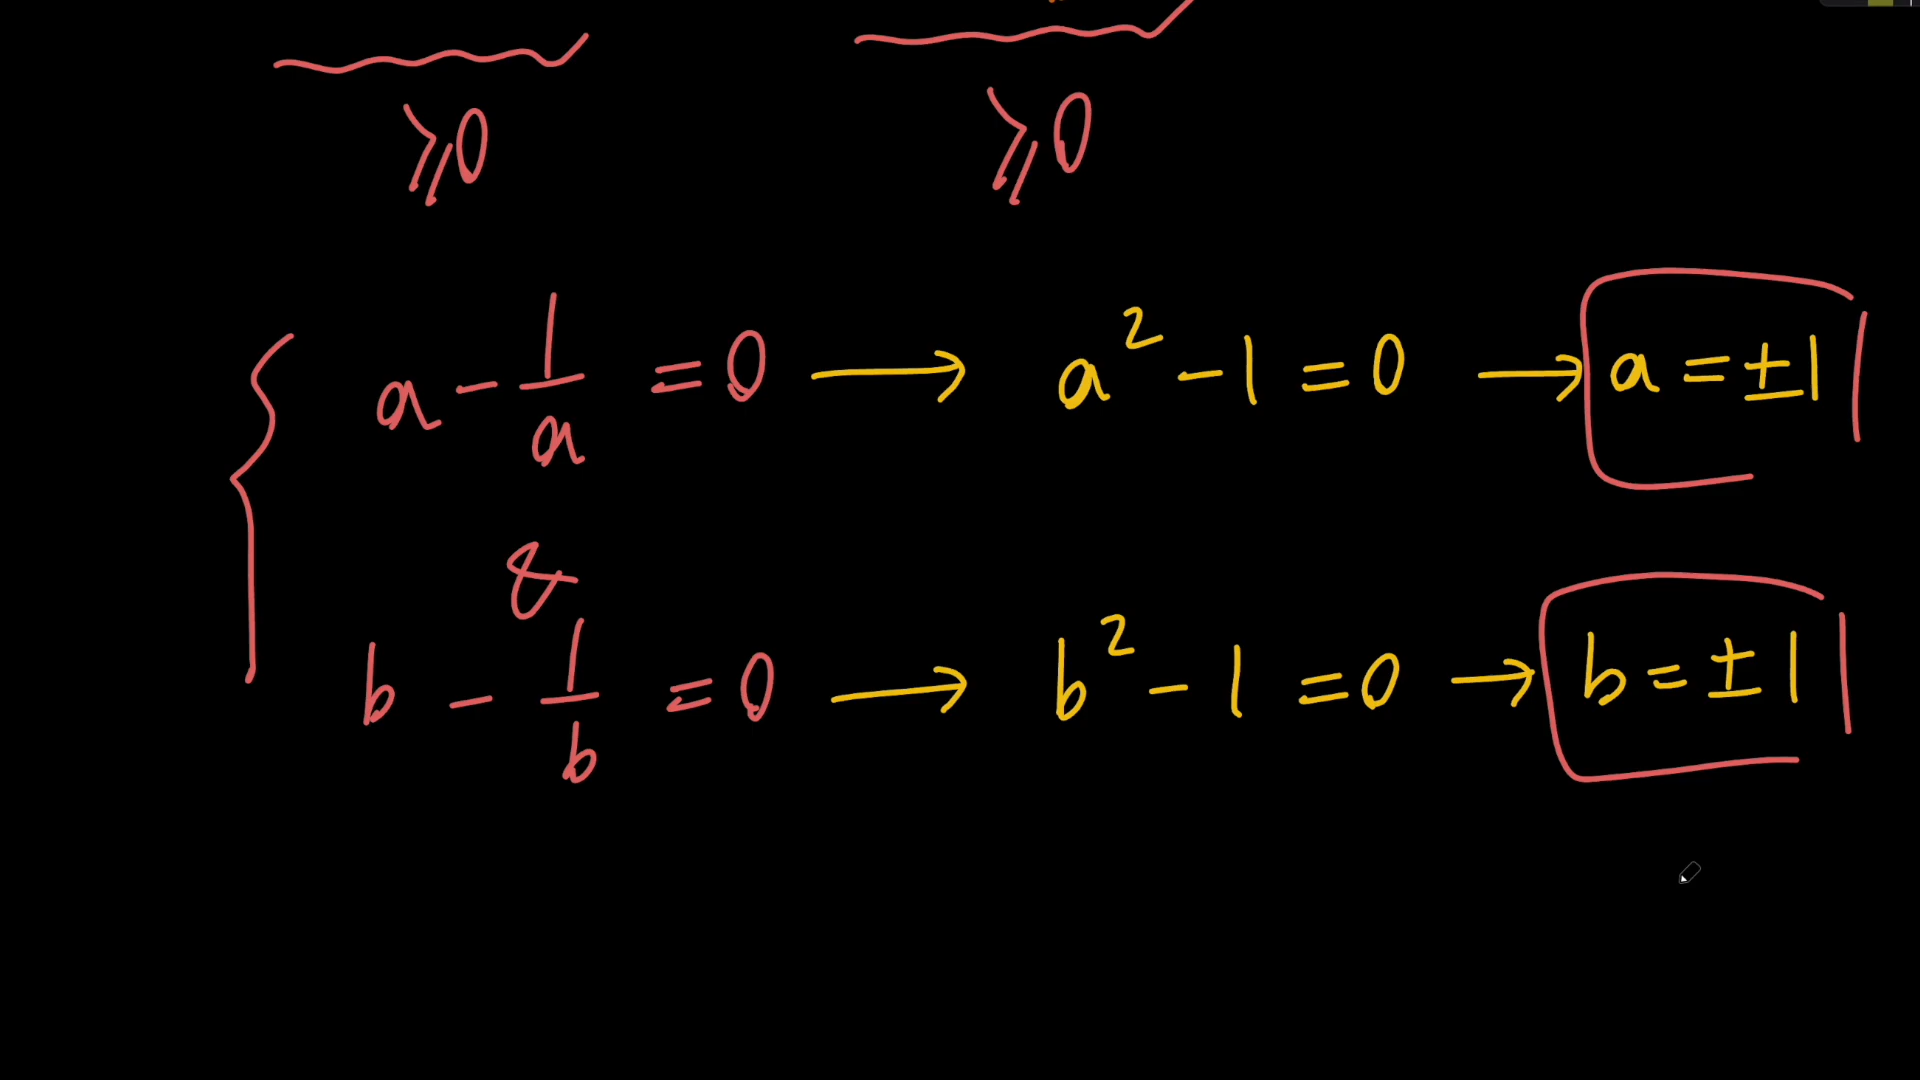 ⩾0 ⩾0
a - 1/a = 0 → a² - 1 = 0 → a = ±1
&
b - 1/b = 0 → b² - 1 = 0 → b = ±1